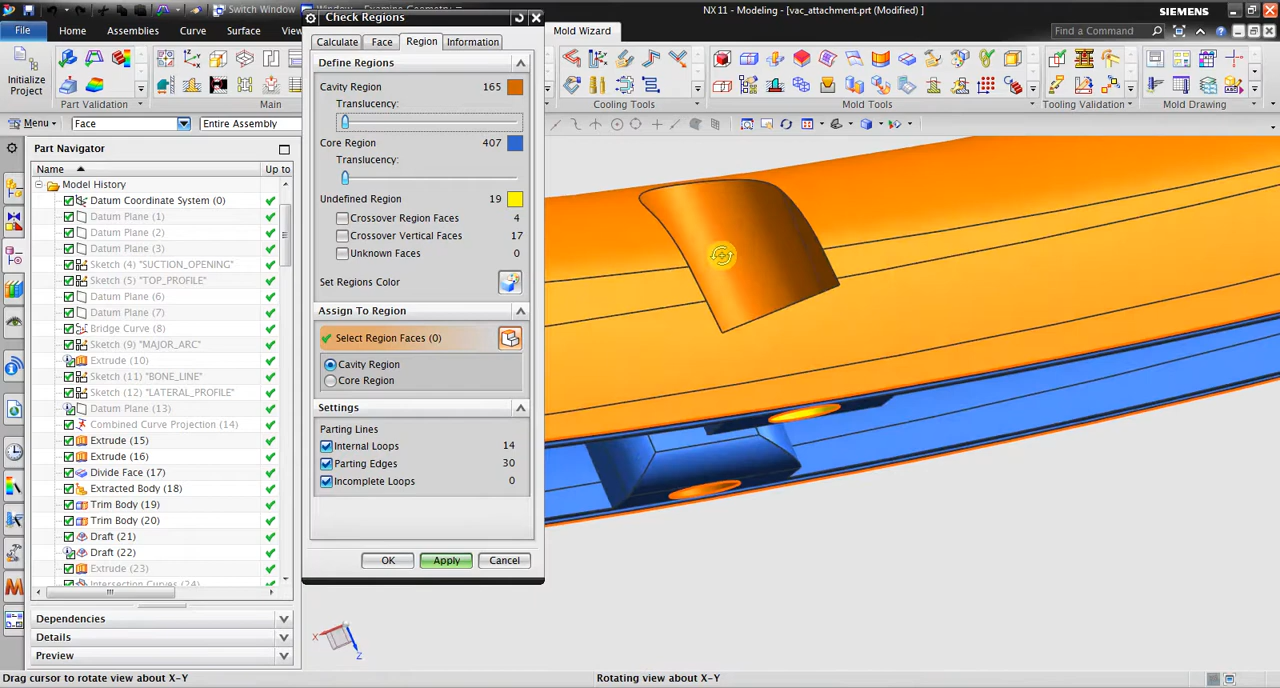 Switch Window
NX 11 - Modeling - [vac_attachment.prt (Modified) ]
SIEMENS
Check Regions
File
Home
Assemblies
Curve
Surface
Mold Wizard
Find a Command
Initialize
Project
Part Validation
Main
Cooling Tools
Mold Tools
Tooling Validation
Mold Drawing
Menu
Face
Entire Assembly
Calculate
Face
Region
Information
Define Regions
Cavity Region
165
Translucency:
Core Region
407
Translucency:
Undefined Region
19
Crossover Region Faces
4
Crossover Vertical Faces
17
Unknown Faces
0
Set Regions Color
Assign To Region
Select Region Faces (0)
Cavity Region
Core Region
Settings
Parting Lines
Internal Loops
14
Parting Edges
30
Incomplete Loops
0
OK
Apply
Cancel
Part Navigator
Name
Up to
Model History
Datum Coordinate System (0)
Datum Plane (1)
Datum Plane (2)
Datum Plane (3)
Sketch (4) "SUCTION_OPENING"
Sketch (5) "TOP_PROFILE"
Datum Plane (6)
Datum Plane (7)
Bridge Curve (8)
Sketch (9) "MAJOR_ARC"
Extrude (10)
Sketch (11) "BONE_LINE"
Sketch (12) "LATERAL_PROFILE"
Datum Plane (13)
Combined Curve Projection (14)
Extrude (15)
Extrude (16)
Divide Face (17)
Extracted Body (18)
Trim Body (19)
Trim Body (20)
Draft (21)
Draft (22)
Extrude (23)
Intersection Curves (24)
Dependencies
Details
Preview
X
Z
Drag cursor to rotate view about X-Y
Rotating view about X-Y